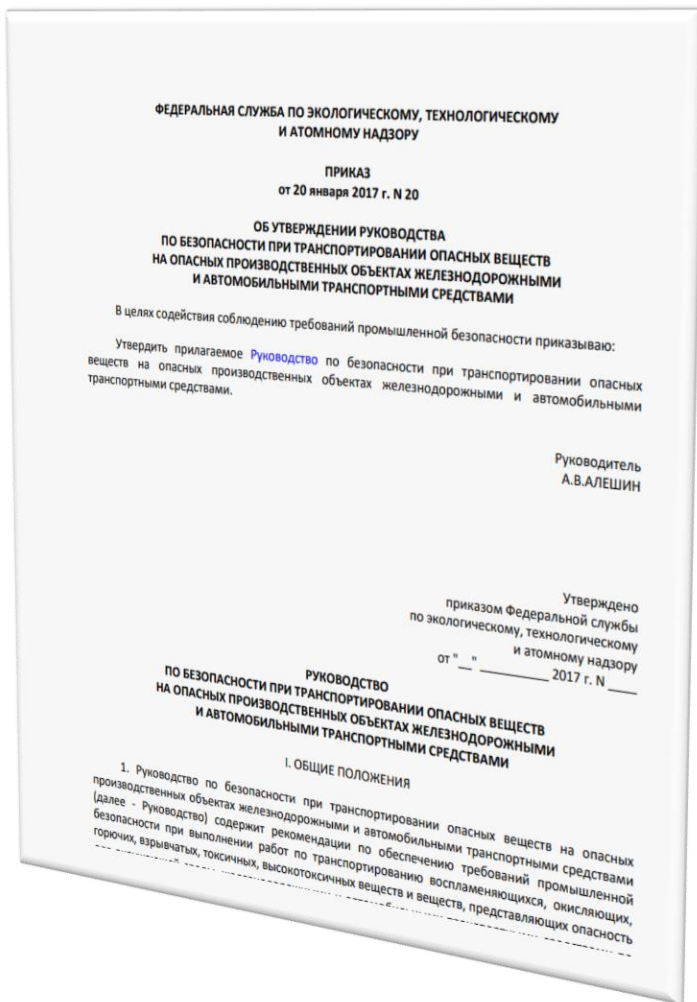 ФЕДЕРАЛЬНАЯ СЛУЖБА ПО ЭКОЛОГИЧЕСКОМУ, ТЕХНОЛОГИЧЕСКОМУ
И АТОМНОМУ НАДЗОРУ
ПРИКАЗ
от 20 января 2017 г. N 20
ОБ УТВЕРЖДЕНИИ РУКОВОДСТВА
ПО БЕЗОПАСНОСТИ ПРИ ТРАНСПОРТИРОВАНИИ ОПАСНЫХ ВЕЩЕСТВ
НА ОПАСНЫХ ПРОИЗВОДСТВЕННЫХ ОБЪЕКТАХ ЖЕЛЕЗНОДОРОЖНЫМИ
И АВТОМОБИЛЬНЫМИ ТРАНСПОРТНЫМИ СРЕДСТВАМИ
В целях содействия соблюдению требований промышленной безопасности приказываю:
Утвердить прилагаемое Руководство по безопасности при транспортировании опасных
веществ на опасных производственных объектах железнодорожными и автомобильными
транспортными средствами.
Руководитель
А.В.АЛЕШИН
Утверждено
приказом Федеральной службы
по экологическому, технологическому
и атомному надзору
от "__" __________ 2017 г. N ____
РУКОВОДСТВО
ПО БЕЗОПАСНОСТИ ПРИ ТРАНСПОРТИРОВАНИИ ОПАСНЫХ ВЕЩЕСТВ
НА ОПАСНЫХ ПРОИЗВОДСТВЕННЫХ ОБЪЕКТАХ ЖЕЛЕЗНОДОРОЖНЫМИ
И АВТОМОБИЛЬНЫМИ ТРАНСПОРТНЫМИ СРЕДСТВАМИ
I. ОБЩИЕ ПОЛОЖЕНИЯ
1. Руководство по безопасности при транспортировании опасных веществ на опасных
производственных объектах железнодорожными и автомобильными транспортными средствами
(далее - Руководство) содержит рекомендации по обеспечению требований промышленной
безопасности при выполнении работ по транспортированию воспламеняющихся, окисляющих,
горючих, взрывчатых, токсичных, высокотоксичных веществ и веществ, представляющих опасность